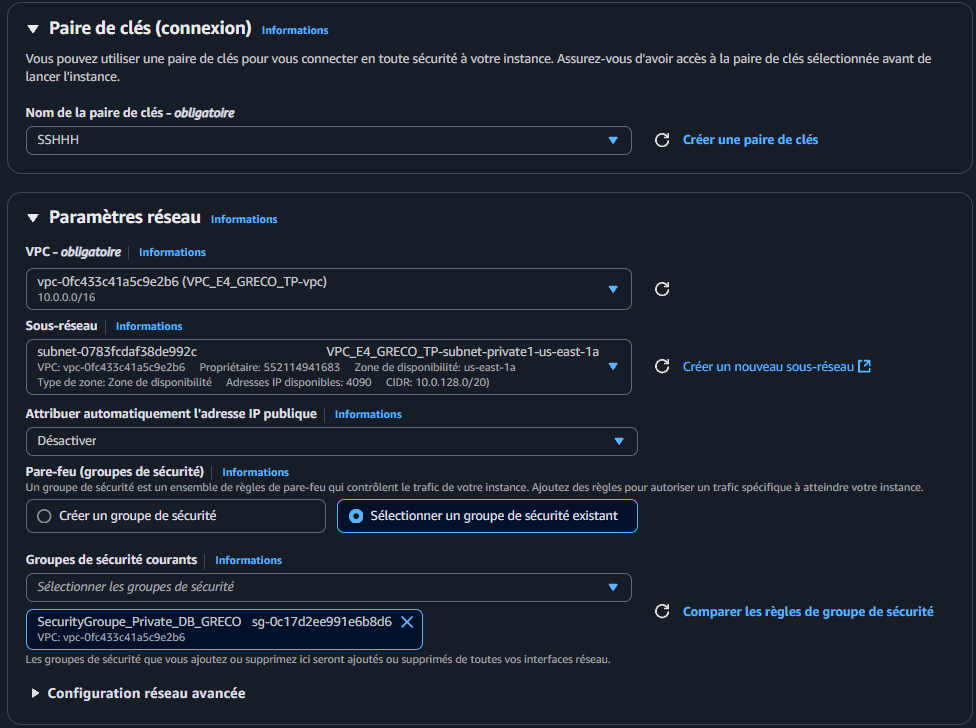 Paire de clés (connexion) Informations
Vous pouvez utiliser une paire de clés pour vous connecter en toute sécurité à votre instance. Assurez-vous d'avoir accès à la paire de clés sélectionnée avant de
lancer l'instance.
Nom de la paire de clés - obligatoire
SSHHH
Créer une paire de clés
Paramètres réseau Informations
VPC - obligatoire Informations
vpc-0fc433c41a5c9e2b6 (VPC_E4_GRECO_TP-vpc)
10.0.0.0/16
Sous-réseau Informations
subnet-0783fcdaf38de992c VPC_E4_GRECO_TP-subnet-private1-us-east-1a
VPC: vpc-0fc433c41a5c9e2b6 Propriétaire: 552114941683 Zone de disponibilité: us-east-1a
Type de zone: Zone de disponibilité Adresses IP disponibles: 4090 CIDR: 10.0.128.0/20)
Créer un nouveau sous-réseau
Attribuer automatiquement l'adresse IP publique Informations
Désactiver
Pare-feu (groupes de sécurité) Informations
Un groupe de sécurité est un ensemble de règles de pare-feu qui contrôlent le trafic de votre instance. Ajoutez des règles pour autoriser un trafic spécifique à atteindre votre instance.
Créer un groupe de sécurité
Sélectionner un groupe de sécurité existant
Groupes de sécurité courants Informations
Sélectionner les groupes de sécurité
SecurityGroupe_Private_DB_GRECO sg-0c17d2ee991e6b8d6
VPC: vpc-0fc433c41a5c9e2b6
Comparer les règles de groupe de sécurité
Les groupes de sécurité que vous ajoutez ou supprimez ici seront ajoutés ou supprimés de toutes vos interfaces réseau.
Configuration réseau avancée